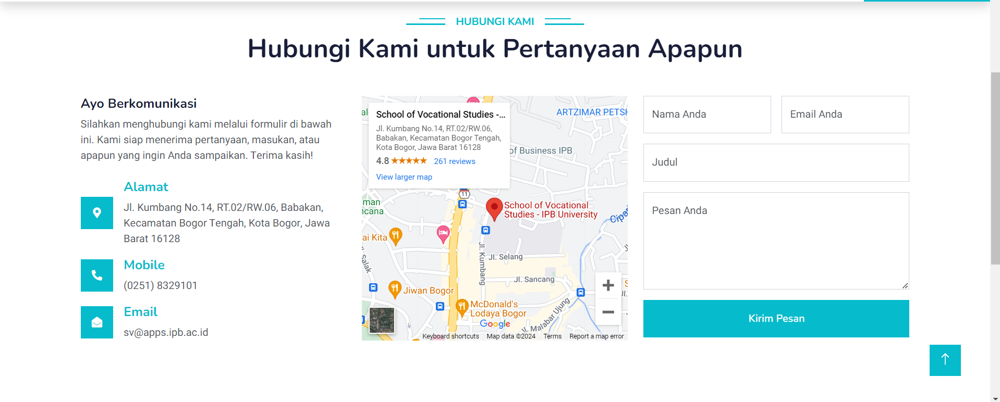 HUBUNGI KAMI
Hubungi Kami untuk Pertanyaan Apapun
Ayo Berkomunikasi
Silahkan menghubungi kami melalui formulir di bawah
ini. Kami siap menerima pertanyaan, masukan, atau
apapun yang ingin Anda sampaikan. Terima kasih!
Alamat
Jl. Kumbang No.14, RT.02/RW.06, Babakan,
Kecamatan Bogor Tengah, Kota Bogor, Jawa
Barat 16128
Mobile
(0251) 8329101
Email
sv@apps.ipb.ac.id
School of Vocational Studies -...
Jl. Kumbang No.14, RT.02/RW.06,
Babakan, Kecamatan Bogor Tengah,
Kota Bogor, Jawa Barat 16128
4.8 ★★★★★ 261 reviews
View larger map
ARTZIMAR PETSH
of Business IPB
11
man
ncana
School of Vocational
Studies - IPB University
Cipari
ai Kita
Jl. Salak
Jl. Kumbang
Jl. Selang
Jl. Sancang
Jiwan Bogor
McDonald's
Lodaya Bogor
Jl. Malabar Ujung
Google
Keyboard shortcuts
Map data ©2024
Terms
Report a map error
Nama Anda
Email Anda
Judul
Pesan Anda
Kirim Pesan